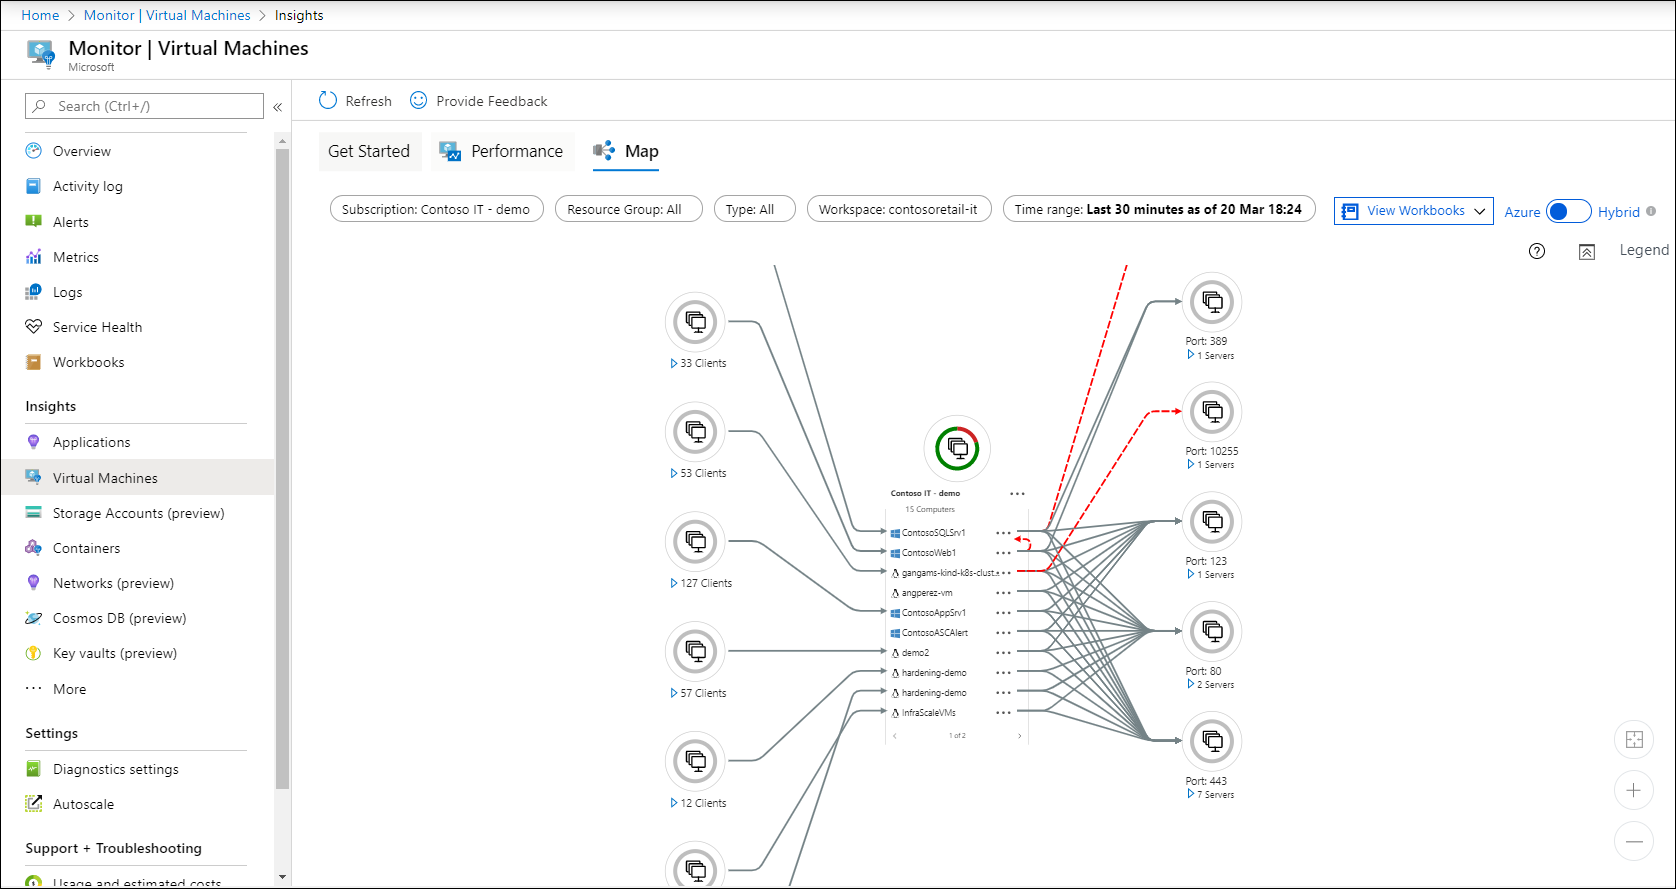 Home > Monitor | Virtual Machines > Insights
Monitor | Virtual Machines
Microsoft
Search (Ctrl+/)
«
Overview
Activity log
Alerts
Metrics
Logs
Service Health
Workbooks
Insights
Applications
Virtual Machines
Storage Accounts (preview)
Containers
Networks (preview)
Cosmos DB (preview)
Key vaults (preview)
More
Settings
Diagnostics settings
Autoscale
Support + Troubleshooting
Usage and estimated costs
Refresh
Provide Feedback
Get Started
Performance
Map
Subscription: Contoso IT - demo
Resource Group: All
Type: All
Workspace: contosoretail-it
Time range: Last 30 minutes as of 20 Mar 18:24
View Workbooks
Azure
Hybrid
Legend
33 Clients
53 Clients
127 Clients
57 Clients
12 Clients
Contoso IT - demo
15 Computers
ContosoSQLSrv1
ContosoWeb1
gangams-kind-k8s-clust...
angperez-vm
ContosoAppSrv1
ContosoASCAlert
demo2
hardening-demo
hardening-demo
InfraScaleVMs
1 of 2
Port: 389
1 Servers
Port: 10255
1 Servers
Port: 123
1 Servers
Port: 80
2 Servers
Port: 443
7 Servers